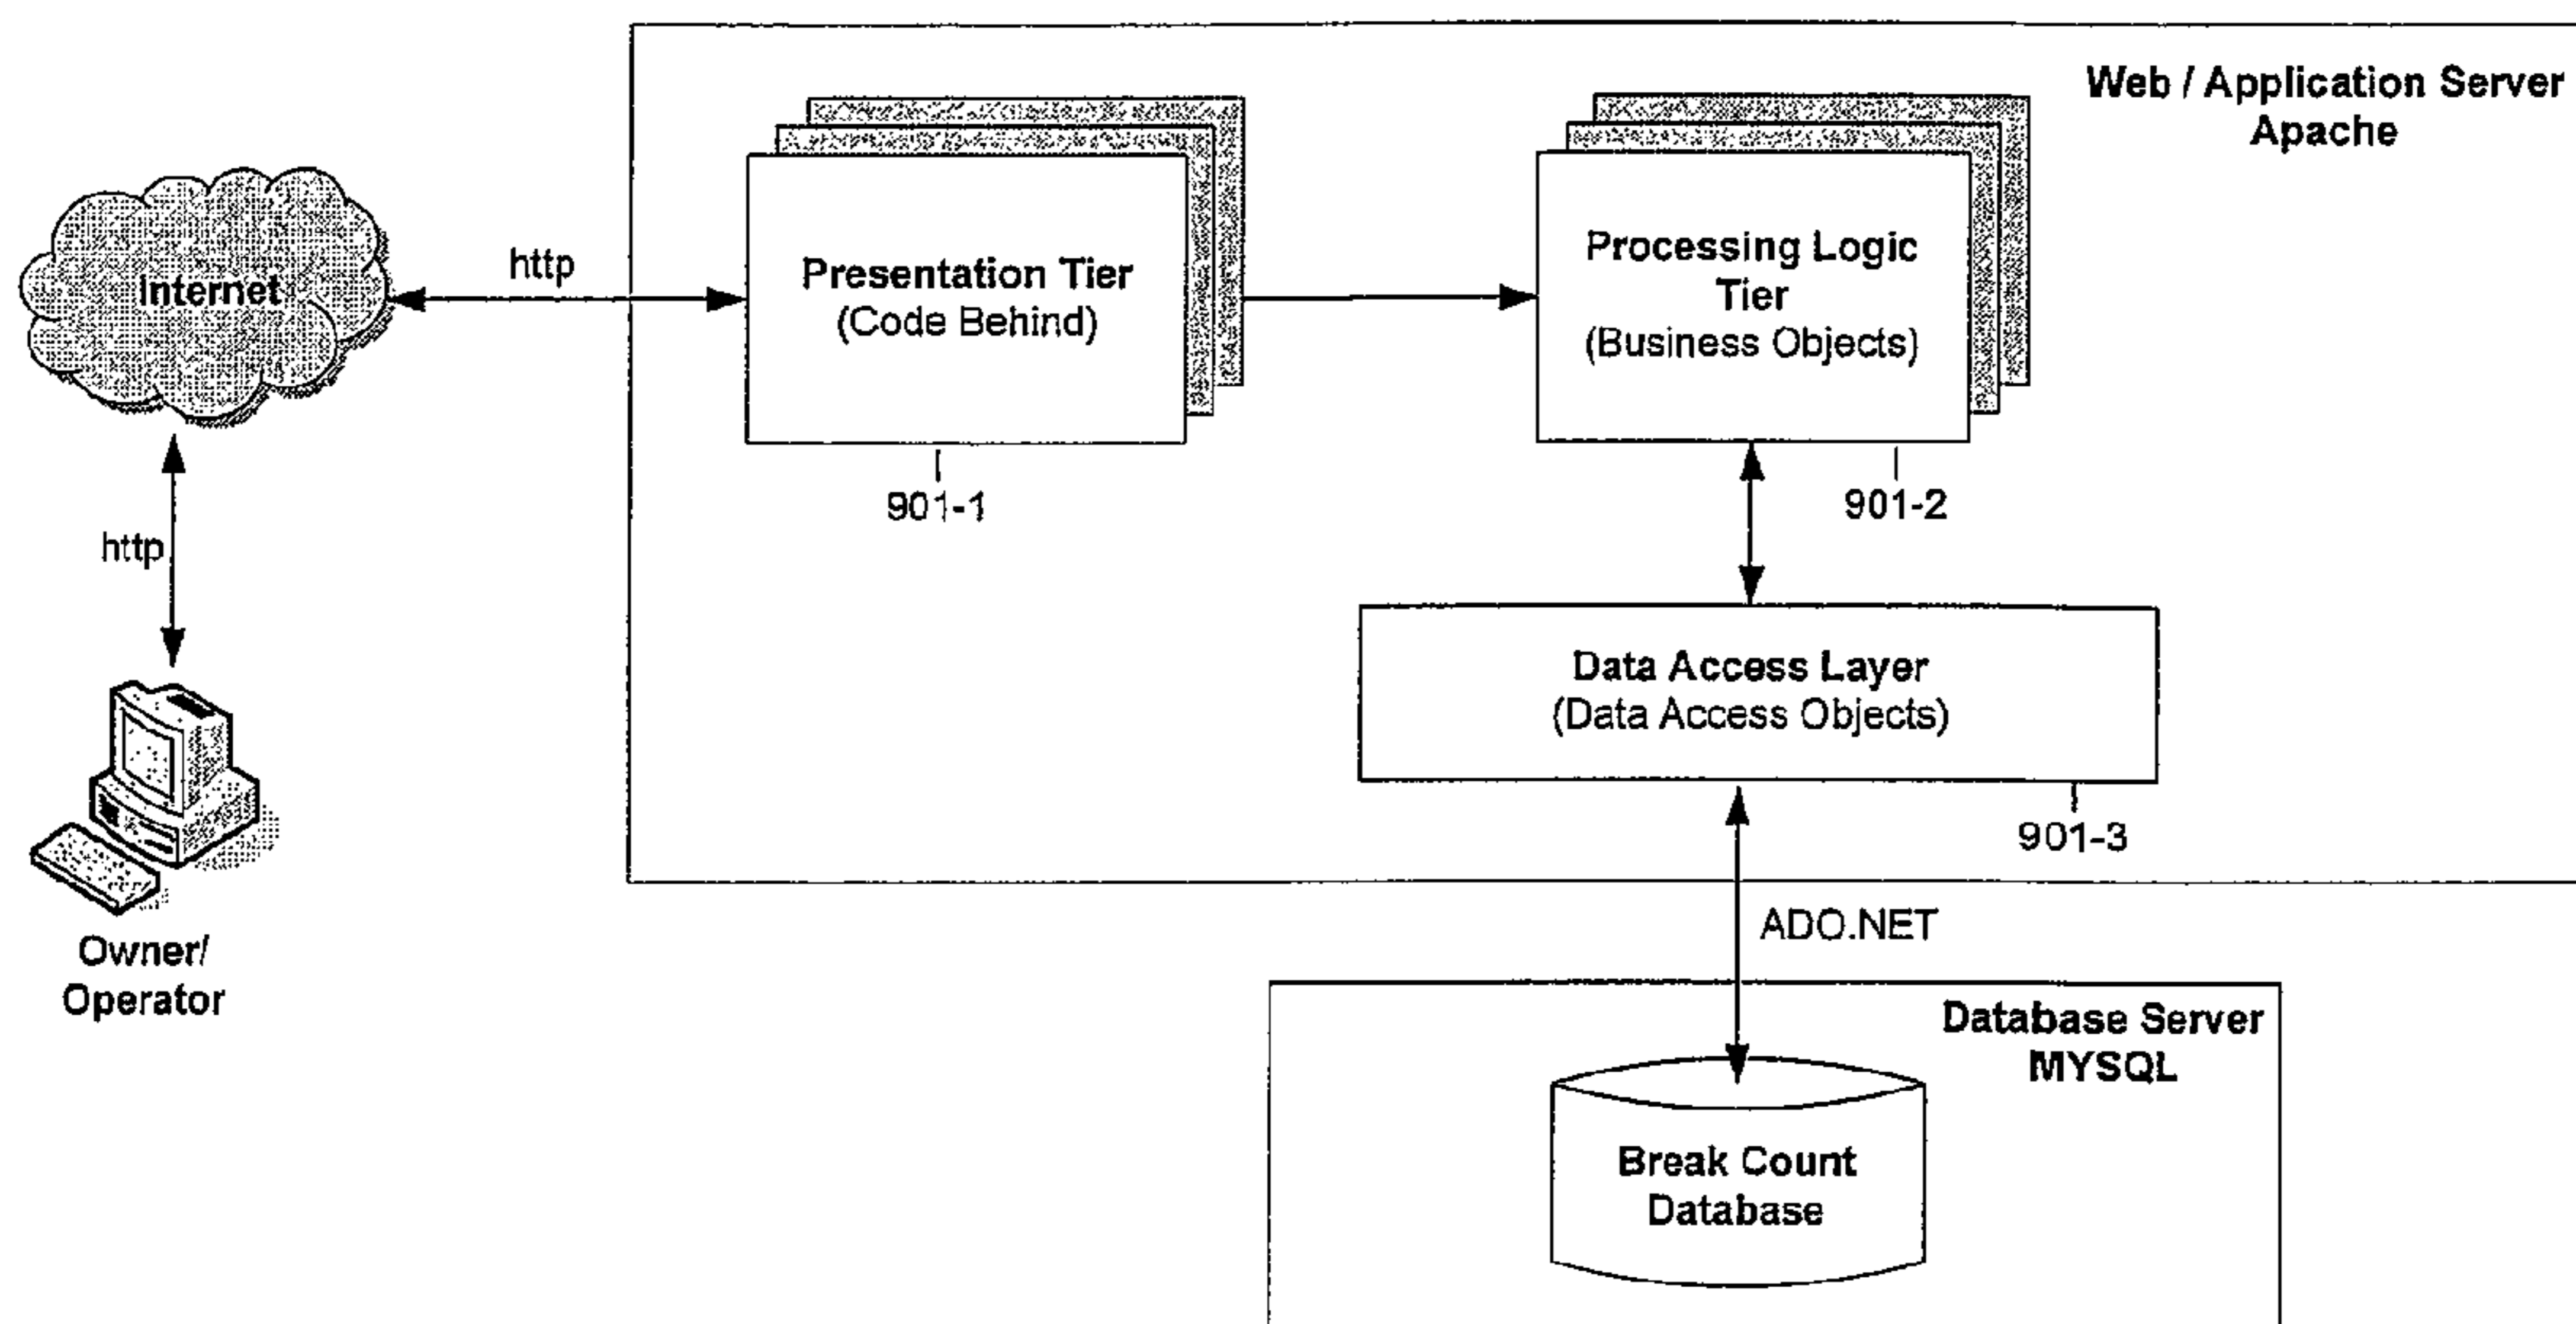 Web / Application Server
Apache
Internet
http
Presentation Tier
(Code Behind)
901-1
Processing Logic
Tier
(Business Objects)
901-2
http
Owner/
Operator
Data Access Layer
(Data Access Objects)
901-3
ADO.NET
Database Server
MYSQL
Break Count
Database